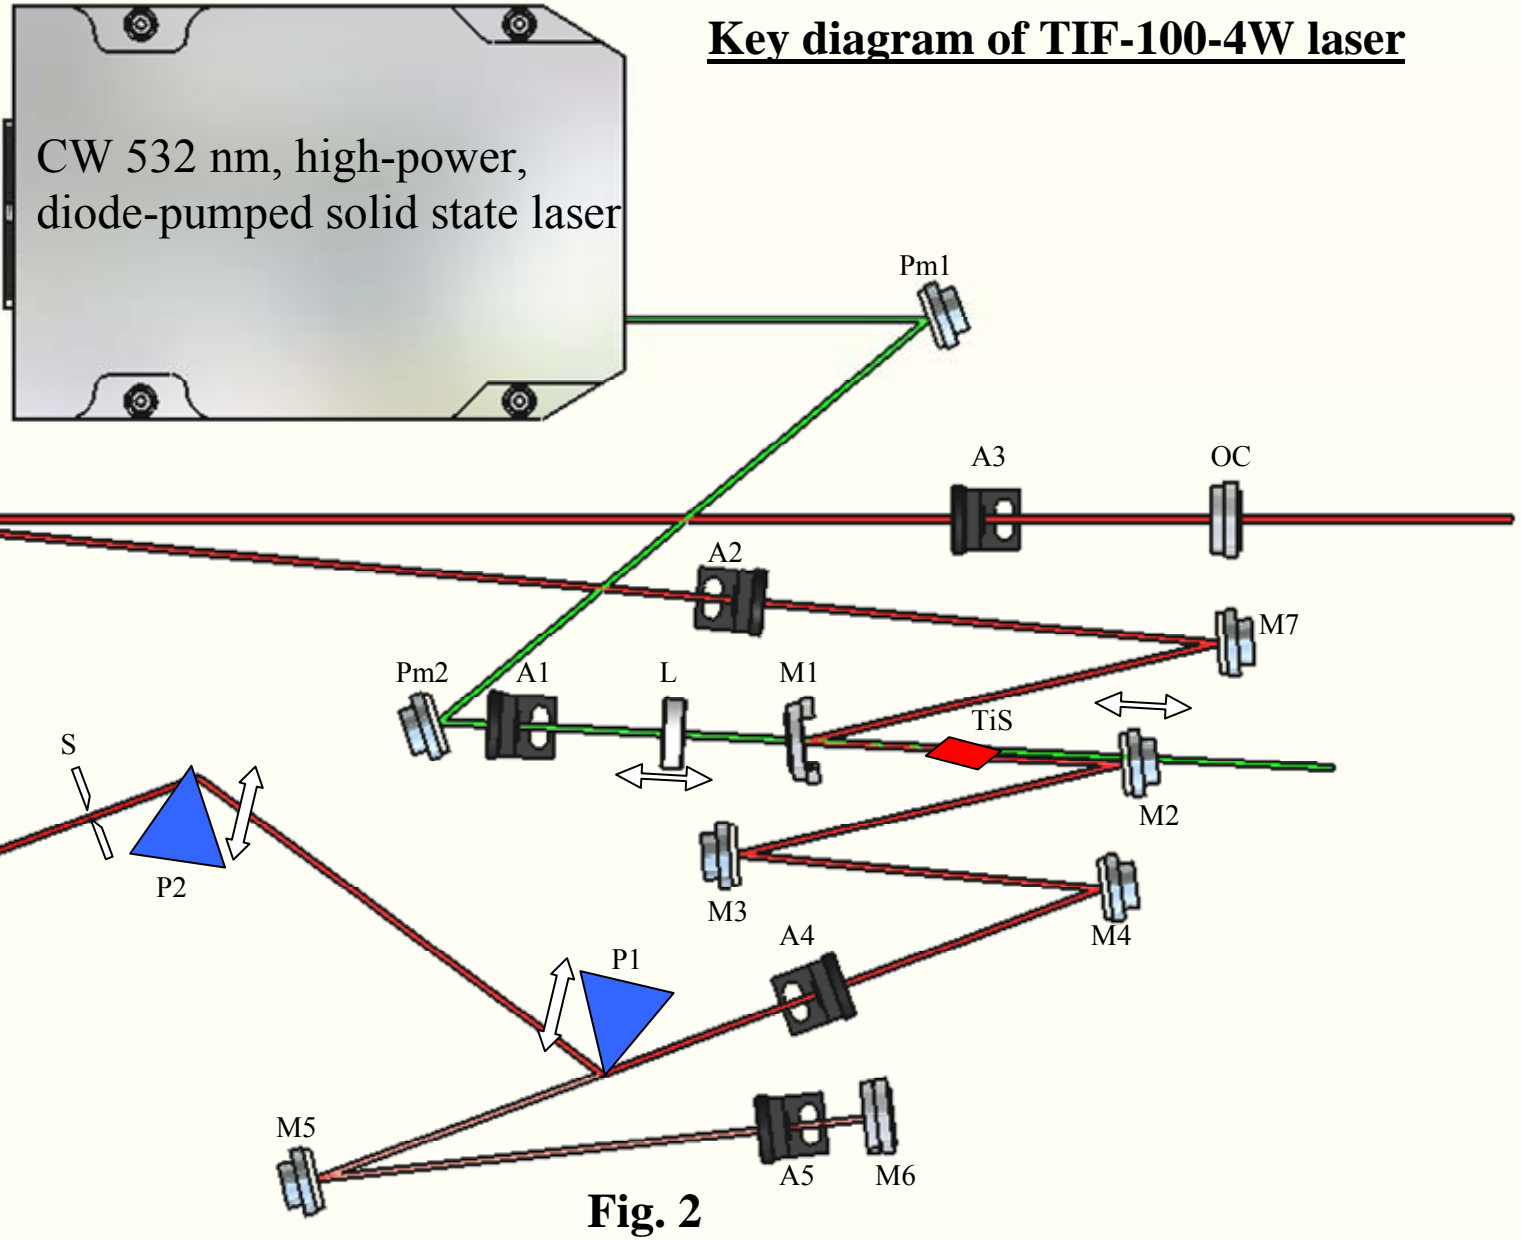 Key diagram of TIF-100-4W laser
CW 532 nm, high-power,
diode-pumped solid state laser
Pm1
A3
OC
A2
M7
Pm2
A1
L
M1
TiS
S
M2
P2
M3
M4
A4
P1
M5
A5
M6
Fig. 2